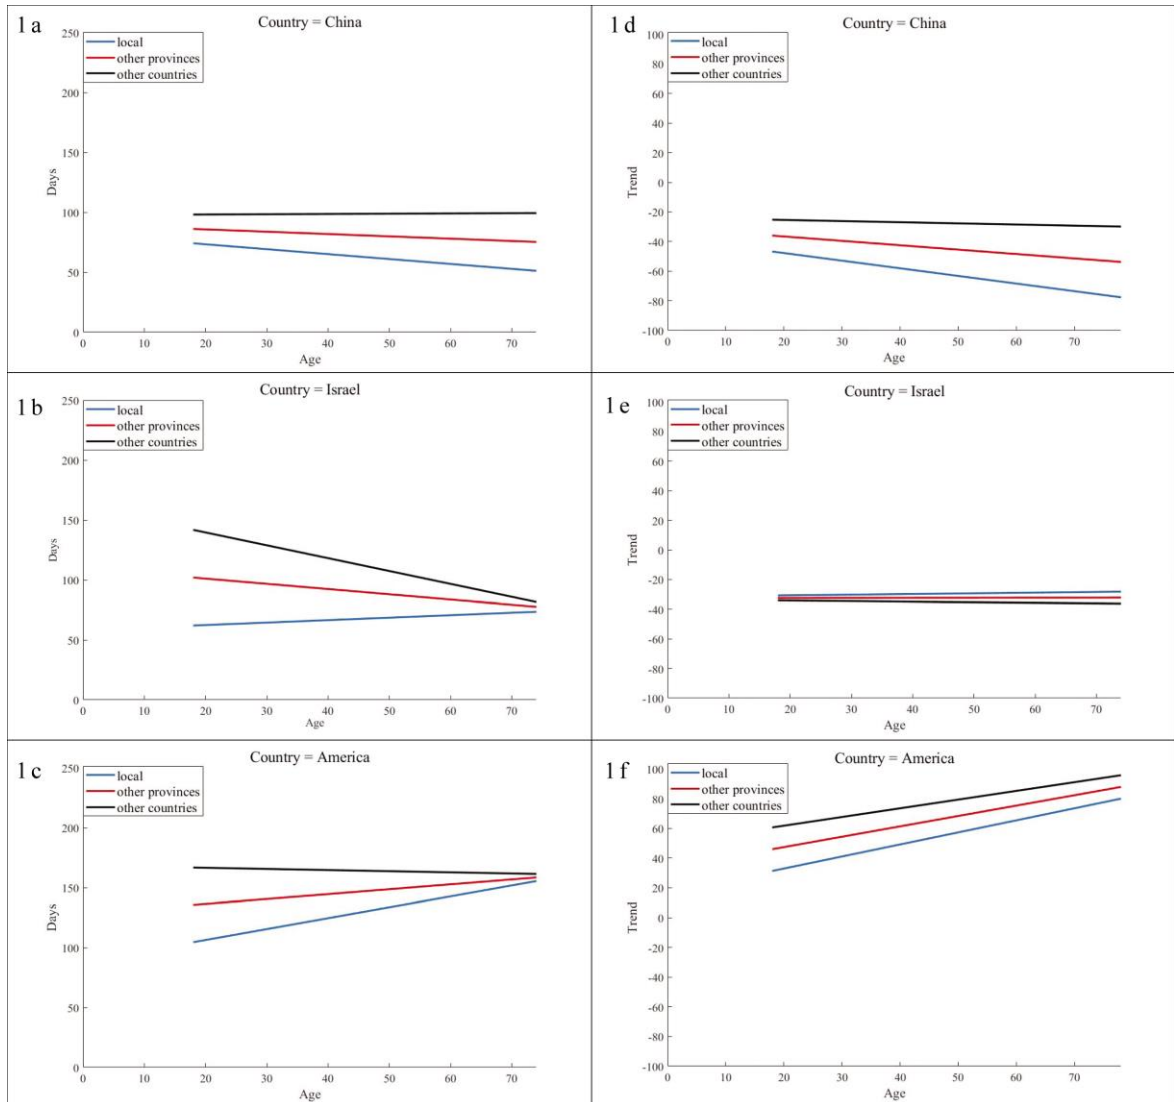 1 a
Country = China
250
200
150
100
50
0
Days
local
other provinces
other countries
0 10 20 30 40 50 60 70
Age
1 d
Country = China
100
80
60
40
20
0
-20
-40
-60
-80
-100
Trend
local
other provinces
other countries
0 10 20 30 40 50 60 70
Age
1 b
Country = Israel
250
200
150
100
50
0
Days
local
other provinces
other countries
0 10 20 30 40 50 60 70
Age
1 e
Country = Israel
100
80
60
40
20
0
-20
-40
-60
-80
-100
Trend
local
other provinces
other countries
0 10 20 30 40 50 60 70
Age
1 c
Country = America
250
200
150
100
50
0
Days
local
other provinces
other countries
0 10 20 30 40 50 60 70
Age
1 f
Country = America
100
80
60
40
20
0
-20
-40
-60
-80
-100
Trend
local
other provinces
other countries
0 10 20 30 40 50 60 70
Age